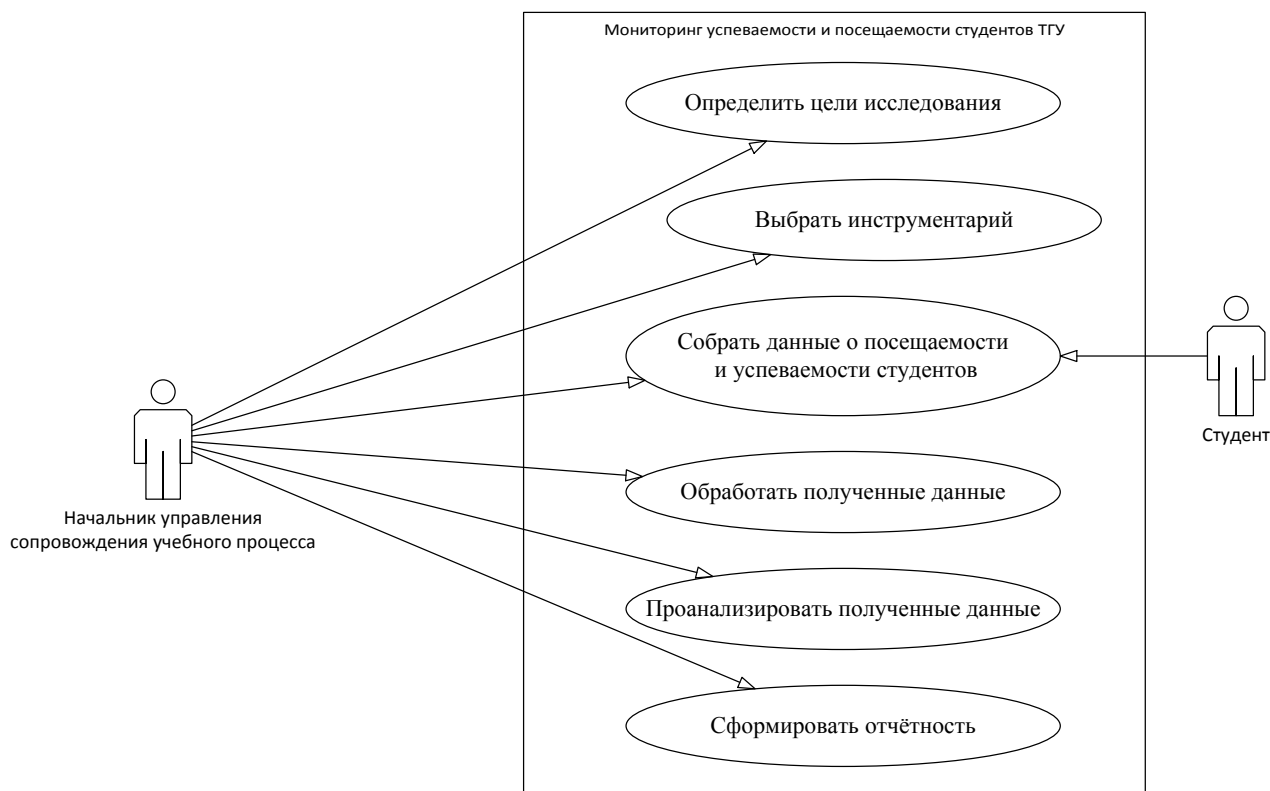 Мониторинг успеваемости и посещаемости студентов ТГУ
Определить цели исследования
Выбрать инструментарий
Собрать данные о посещаемости
и успеваемости студентов
Студент
Обработать полученные данные
Начальник управления
сопровождения учебного процесса
Проанализировать полученные данные
Сформировать отчётность